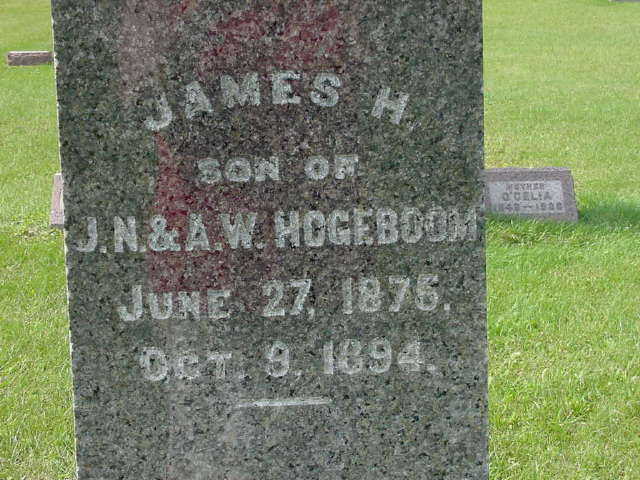 JAMES H.
SON OF
J.N. & A.W. HOGEBOOM
JUNE 27, 1875.
OCT. 9, 1894.
MOTHER
O'CELIA